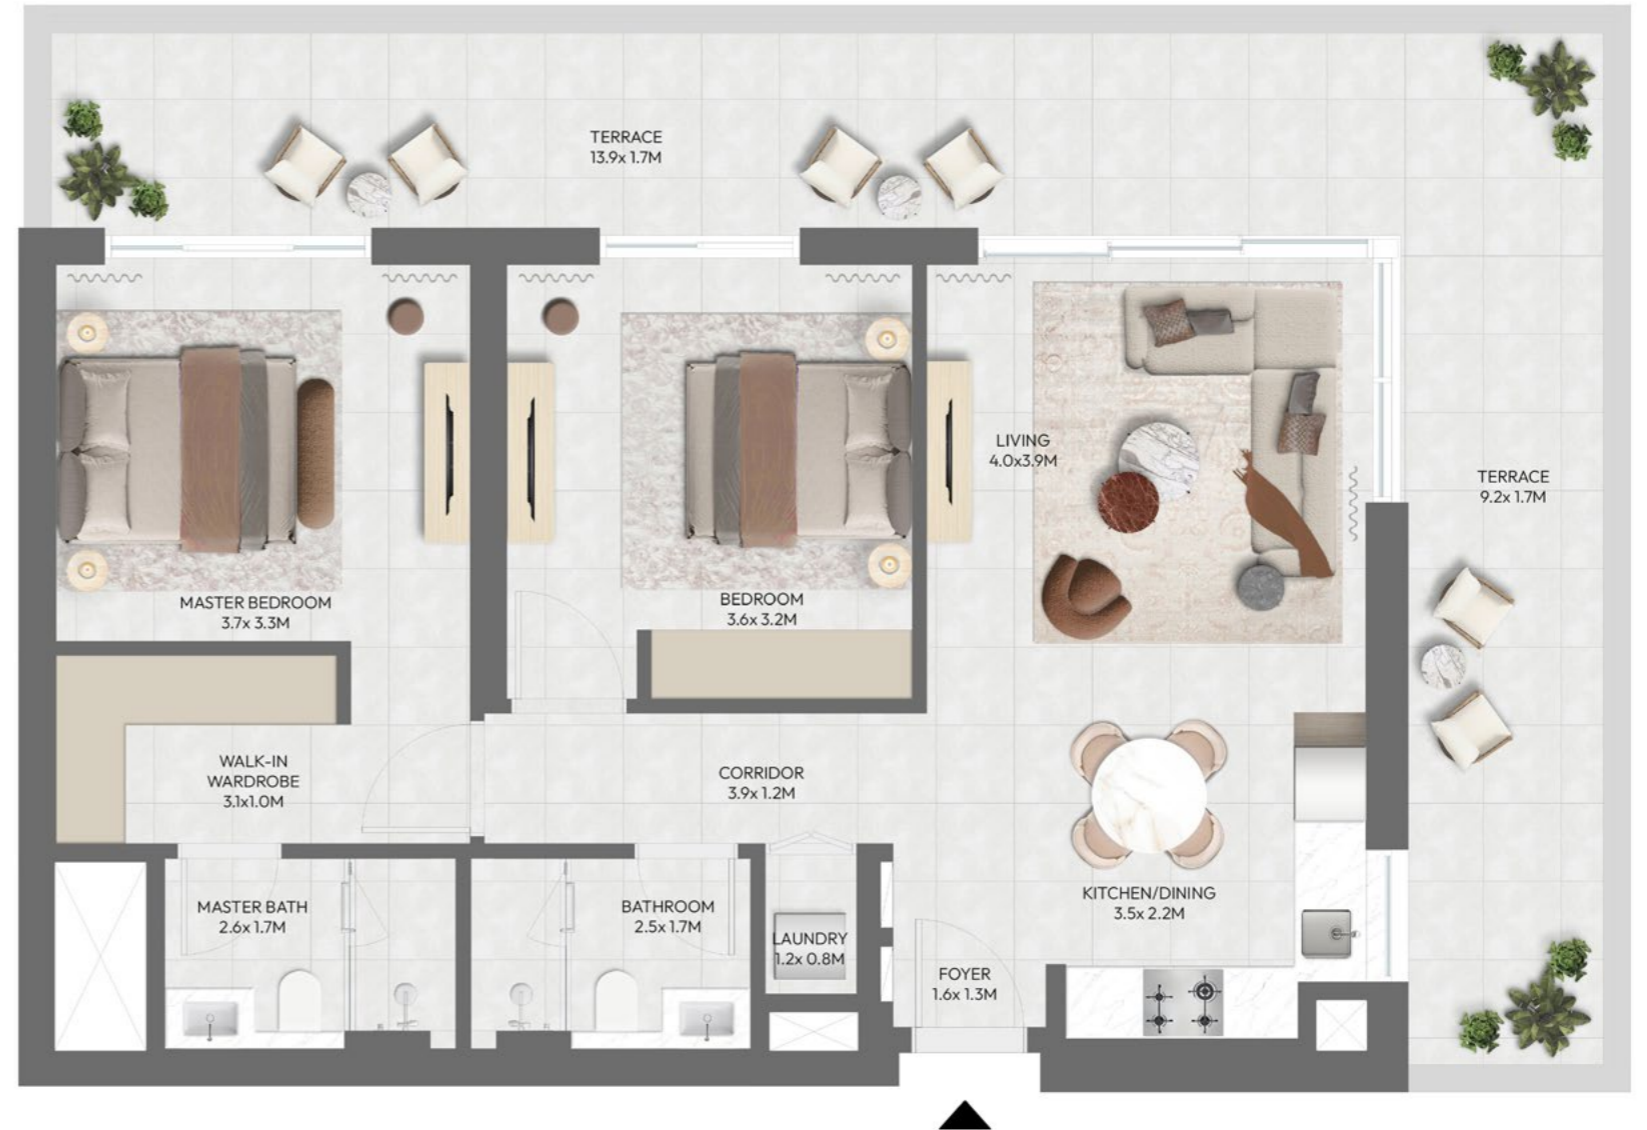 TERRACE
13.9x 1.7M
LIVING
4.0x3.9M
TERRACE
9.2x 1.7M
MASTER BEDROOM
3.7x 3.3M
BEDROOM
3.6x 3.2M
WALK-IN
WARDROBE
3.1x1.0M
CORRIDOR
3.9x 1.2M
KITCHEN/DINING
3.5x 2.2M
MASTER BATH
2.6x 1.7M
BATHROOM
2.5x 1.7M
LAUNDRY
1.2x 0.8M
FOYER
1.6x 1.3M